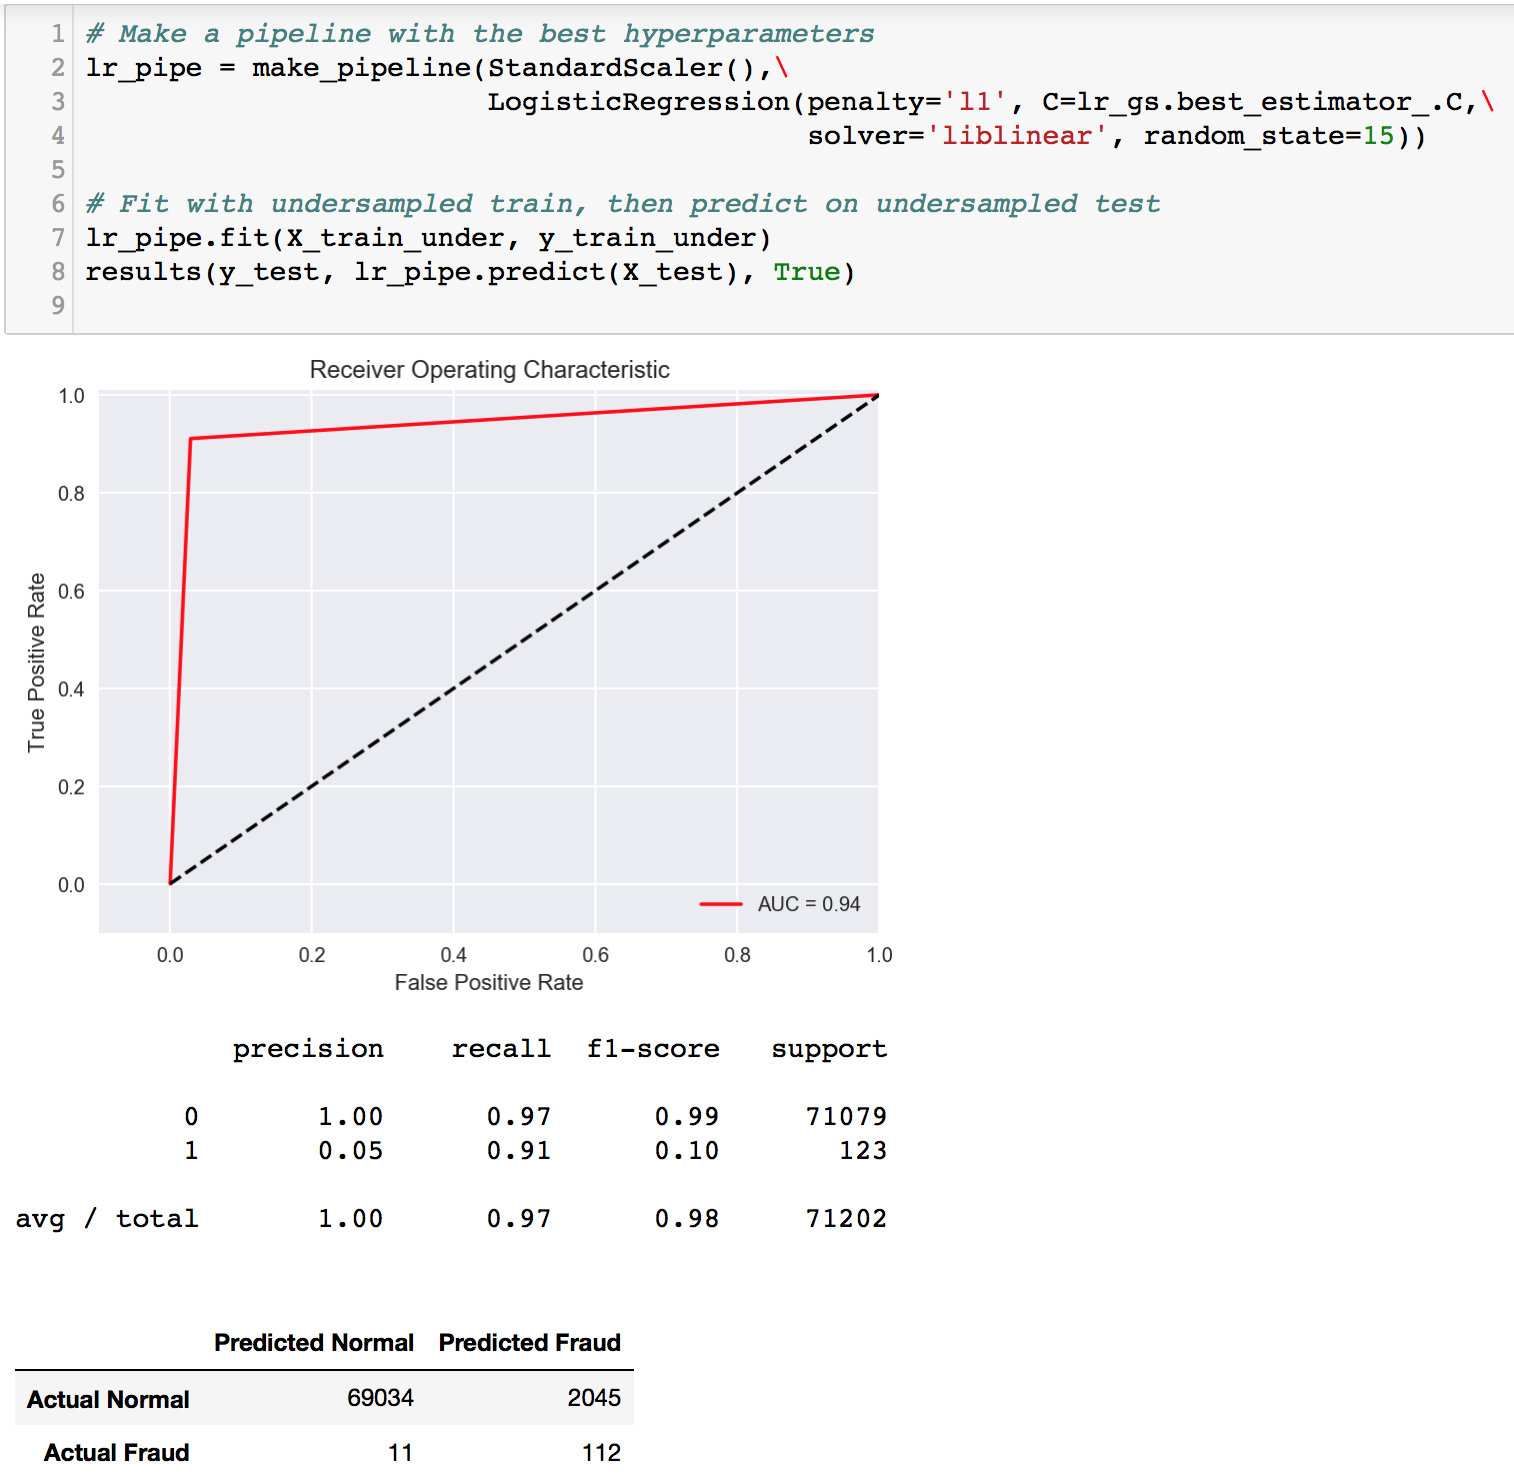 1 # Make a pipeline with the best hyperparameters
2 lr_pipe = make_pipeline(StandardScaler(),\
3 LogisticRegression(penalty='l1', C=lr_gs.best_estimator_.C,\
4 solver='liblinear', random_state=15))
5
6 # Fit with undersampled train, then predict on undersampled test
7 lr_pipe.fit(X_train_under, y_train_under)
8 results(y_test, lr_pipe.predict(X_test), True)
9
Receiver Operating Characteristic
1.0
0.8
0.6
0.4
0.2
0.0
True Positive Rate
AUC = 0.94
0.0 0.2 0.4 0.6 0.8 1.0
False Positive Rate
precision recall f1-score support
0 1.00 0.97 0.99 71079
1 0.05 0.91 0.10 123
avg / total 1.00 0.97 0.98 71202
Predicted Normal Predicted Fraud
Actual Normal 69034 2045
Actual Fraud 11 112